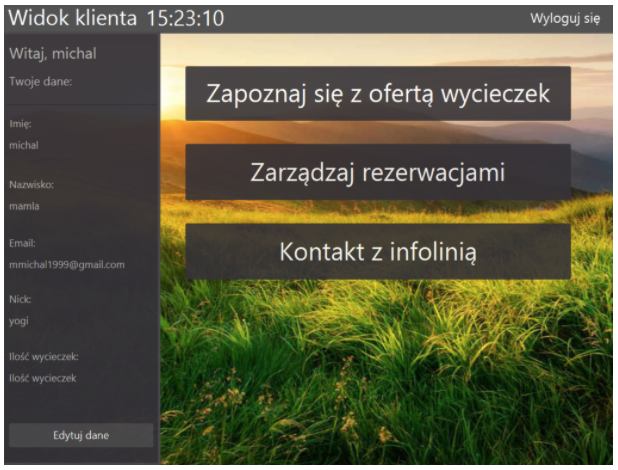 Widok klienta 15:23:10
Wyloguj się
Witaj, michal
Twoje dane:
Imię:
michal
Nazwisko:
mamla
Email:
mmichal1999@gmail.com
Nick:
yogi
Ilość wycieczek:
Ilość wycieczek
Edytuj dane
Zapoznaj się z ofertą wycieczek
Zarządzaj rezerwacjami
Kontakt z infolinią